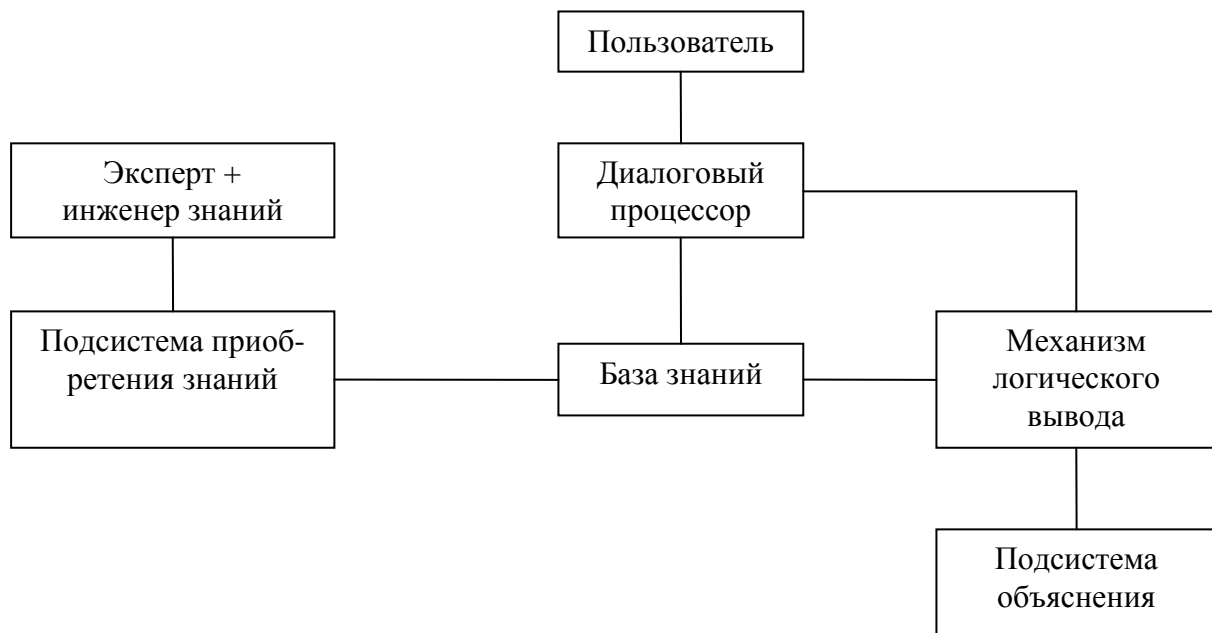 Пользователь
Эксперт +
инженер знаний
Диалоговый
процессор
Подсистема приоб-
ретения знаний
База знаний
Механизм
логического
вывода
Подсистема
объяснения